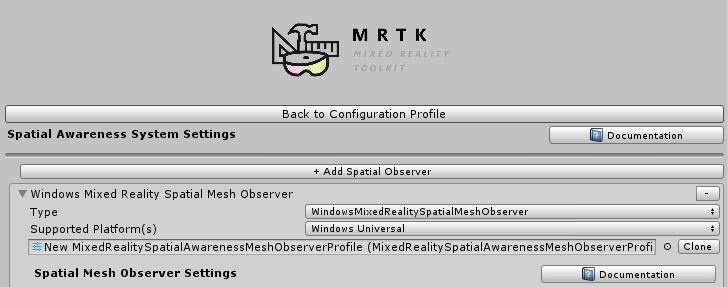 MRTK
MIXED REALITY
TOOLKIT
Back to Configuration Profile
Spatial Awareness System Settings
Documentation
+ Add Spatial Observer
Windows Mixed Reality Spatial Mesh Observer
-
Type
WindowsMixedRealitySpatialMeshObserver
Supported Platform(s)
Windows Universal
New MixedRealitySpatialAwarenessMeshObserverProfile (MixedRealitySpatialAwarenessMeshObserverProfi
Clone
Spatial Mesh Observer Settings
Documentation